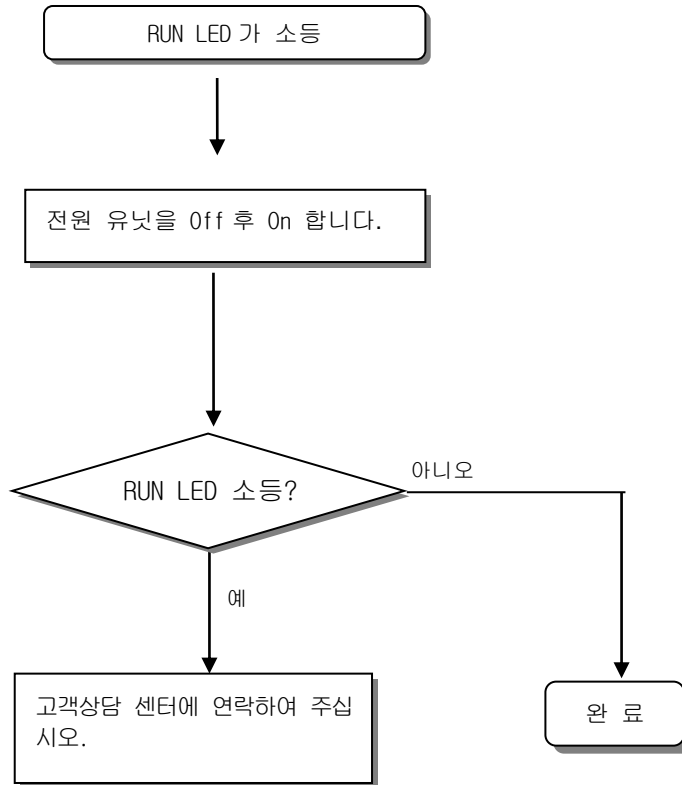 RUN LED 가 소등
전원 유닛을 Off 후 On 합니다.
RUN LED 소등?
아니오
예
고객상담 센터에 연락하여 주십
시오.
완 료